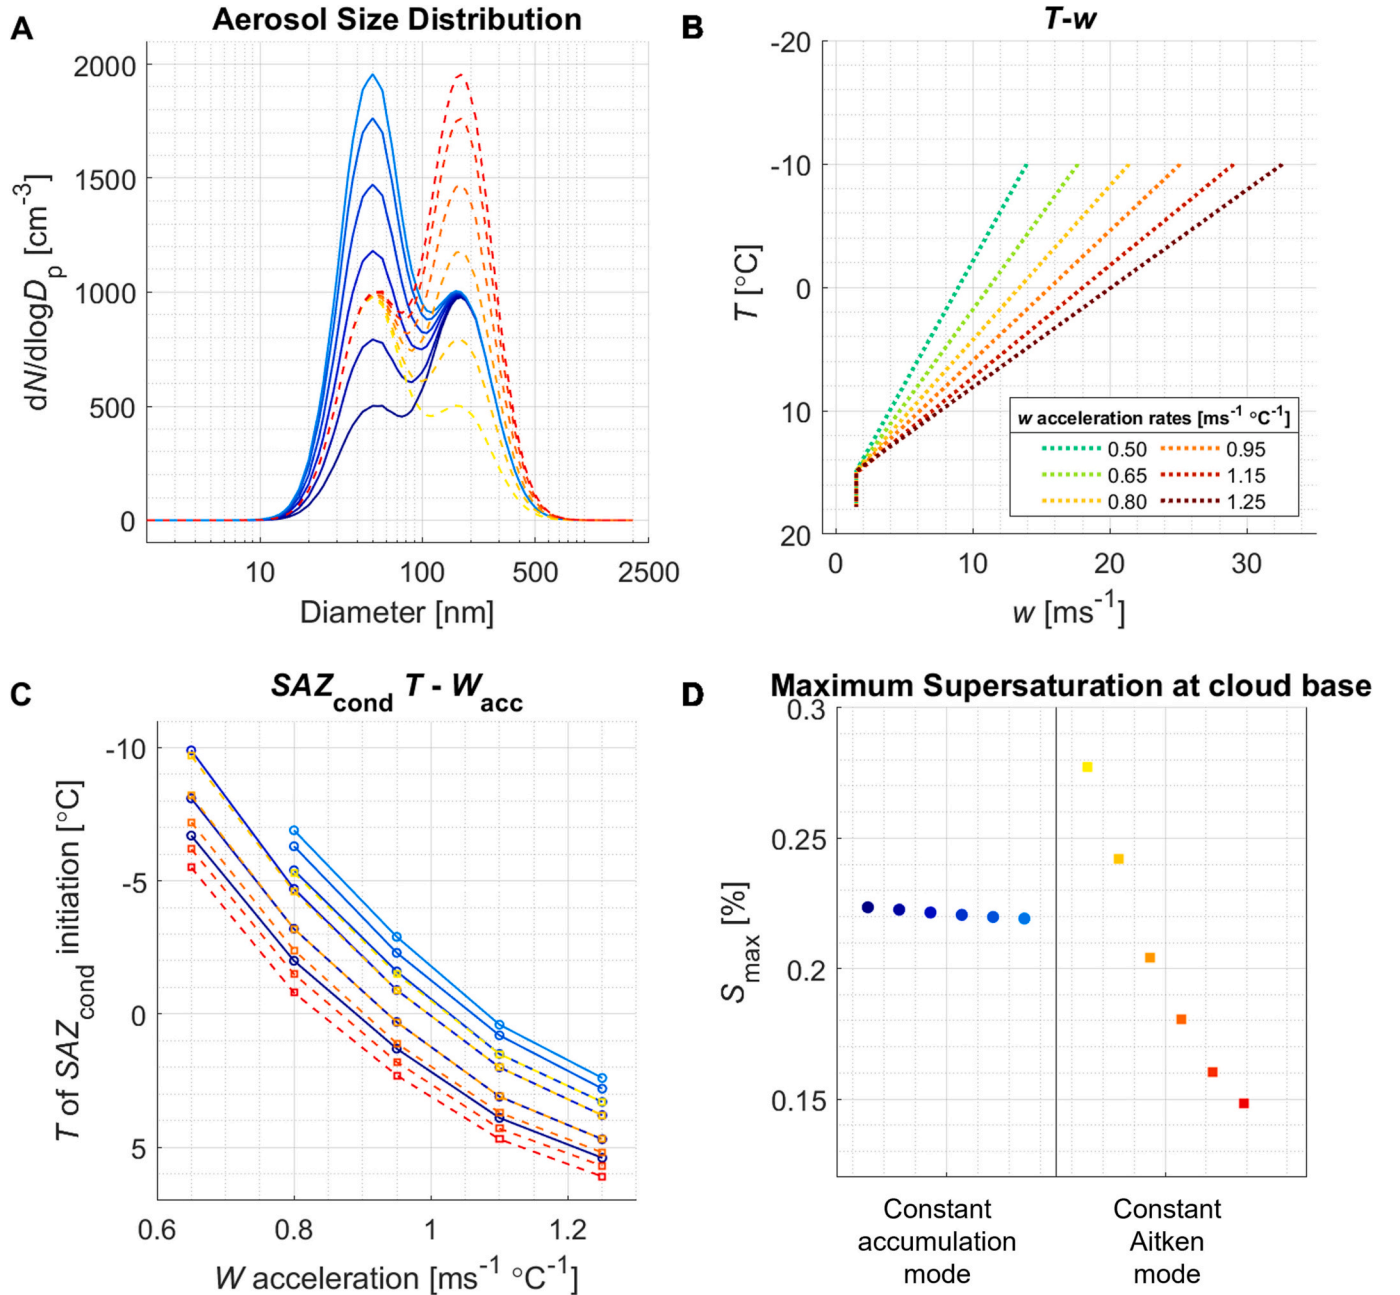 A
Aerosol Size Distribution
2000
1500
1000
500
0
dN/dlogDp [cm-3]
10
100
500
2500
Diameter [nm]
B
T-w
-20
-10
0
10
20
T [°C]
w acceleration rates [ms-1 °C-1]
0.50 0.95
0.65 1.15
0.80 1.25
0
10
20
30
w [ms-1]
C
SAZcond T - Wacc
-10
-5
0
5
T of SAZcond initiation [°C]
0.6
0.8
1
1.2
W acceleration [ms-1 °C-1]
D
Maximum Supersaturation at cloud base
0.3
0.25
0.2
0.15
Smax [%]
Constant
accumulation
mode
Constant
Aitken
mode